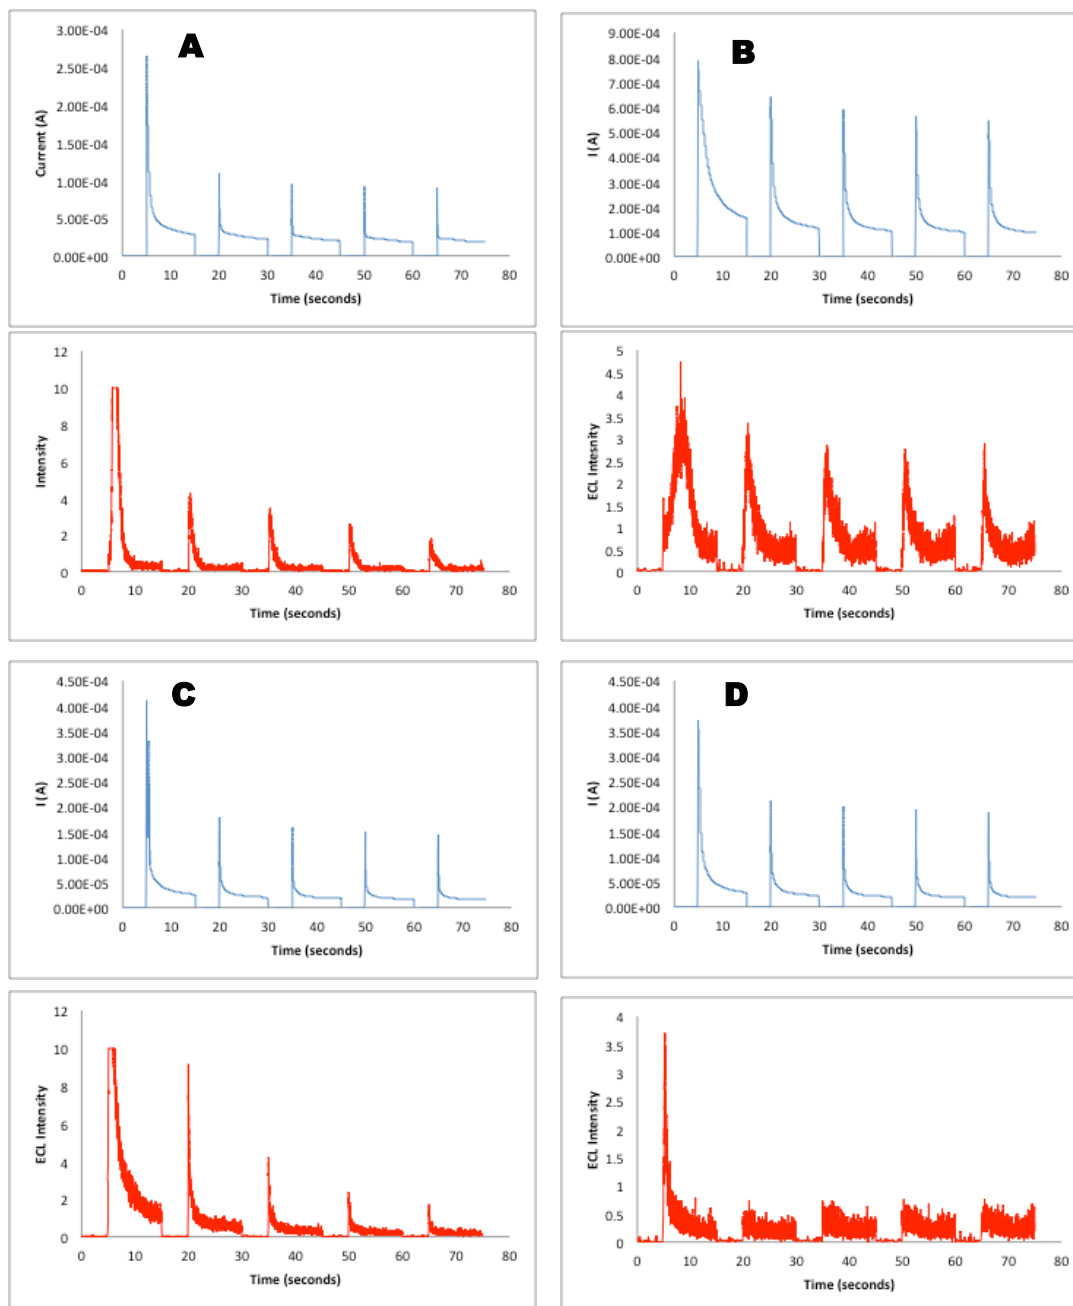 A
3.00E-04
2.50E-04
2.00E-04
1.50E-04
1.00E-04
5.00E-05
0.00E+00
Current (A)
0 10 20 30 40 50 60 70 80
Time (seconds)
B
9.00E-04
8.00E-04
7.00E-04
6.00E-04
5.00E-04
4.00E-04
3.00E-04
2.00E-04
1.00E-04
0.00E+00
I (A)
0 10 20 30 40 50 60 70 80
Time (seconds)
12
10
8
6
4
2
0
Intensity
0 10 20 30 40 50 60 70 80
Time (seconds)
5
4.5
4
3.5
3
2.5
2
1.5
1
0.5
0
ECL Intesnity
0 10 20 30 40 50 60 70 80
Time (seconds)
C
4.50E-04
4.00E-04
3.50E-04
3.00E-04
2.50E-04
2.00E-04
1.50E-04
1.00E-04
5.00E-05
0.00E+00
I (A)
0 10 20 30 40 50 60 70 80
Time (seconds)
D
4.50E-04
4.00E-04
3.50E-04
3.00E-04
2.50E-04
2.00E-04
1.50E-04
1.00E-04
5.00E-05
0.00E+00
I (A)
0 10 20 30 40 50 60 70 80
Time (seconds)
12
10
8
6
4
2
0
ECL Intensity
0 10 20 30 40 50 60 70 80
Time (seconds)
4
3.5
3
2.5
2
1.5
1
0.5
0
ECL Intensity
0 10 20 30 40 50 60 70 80
Time (seconds)